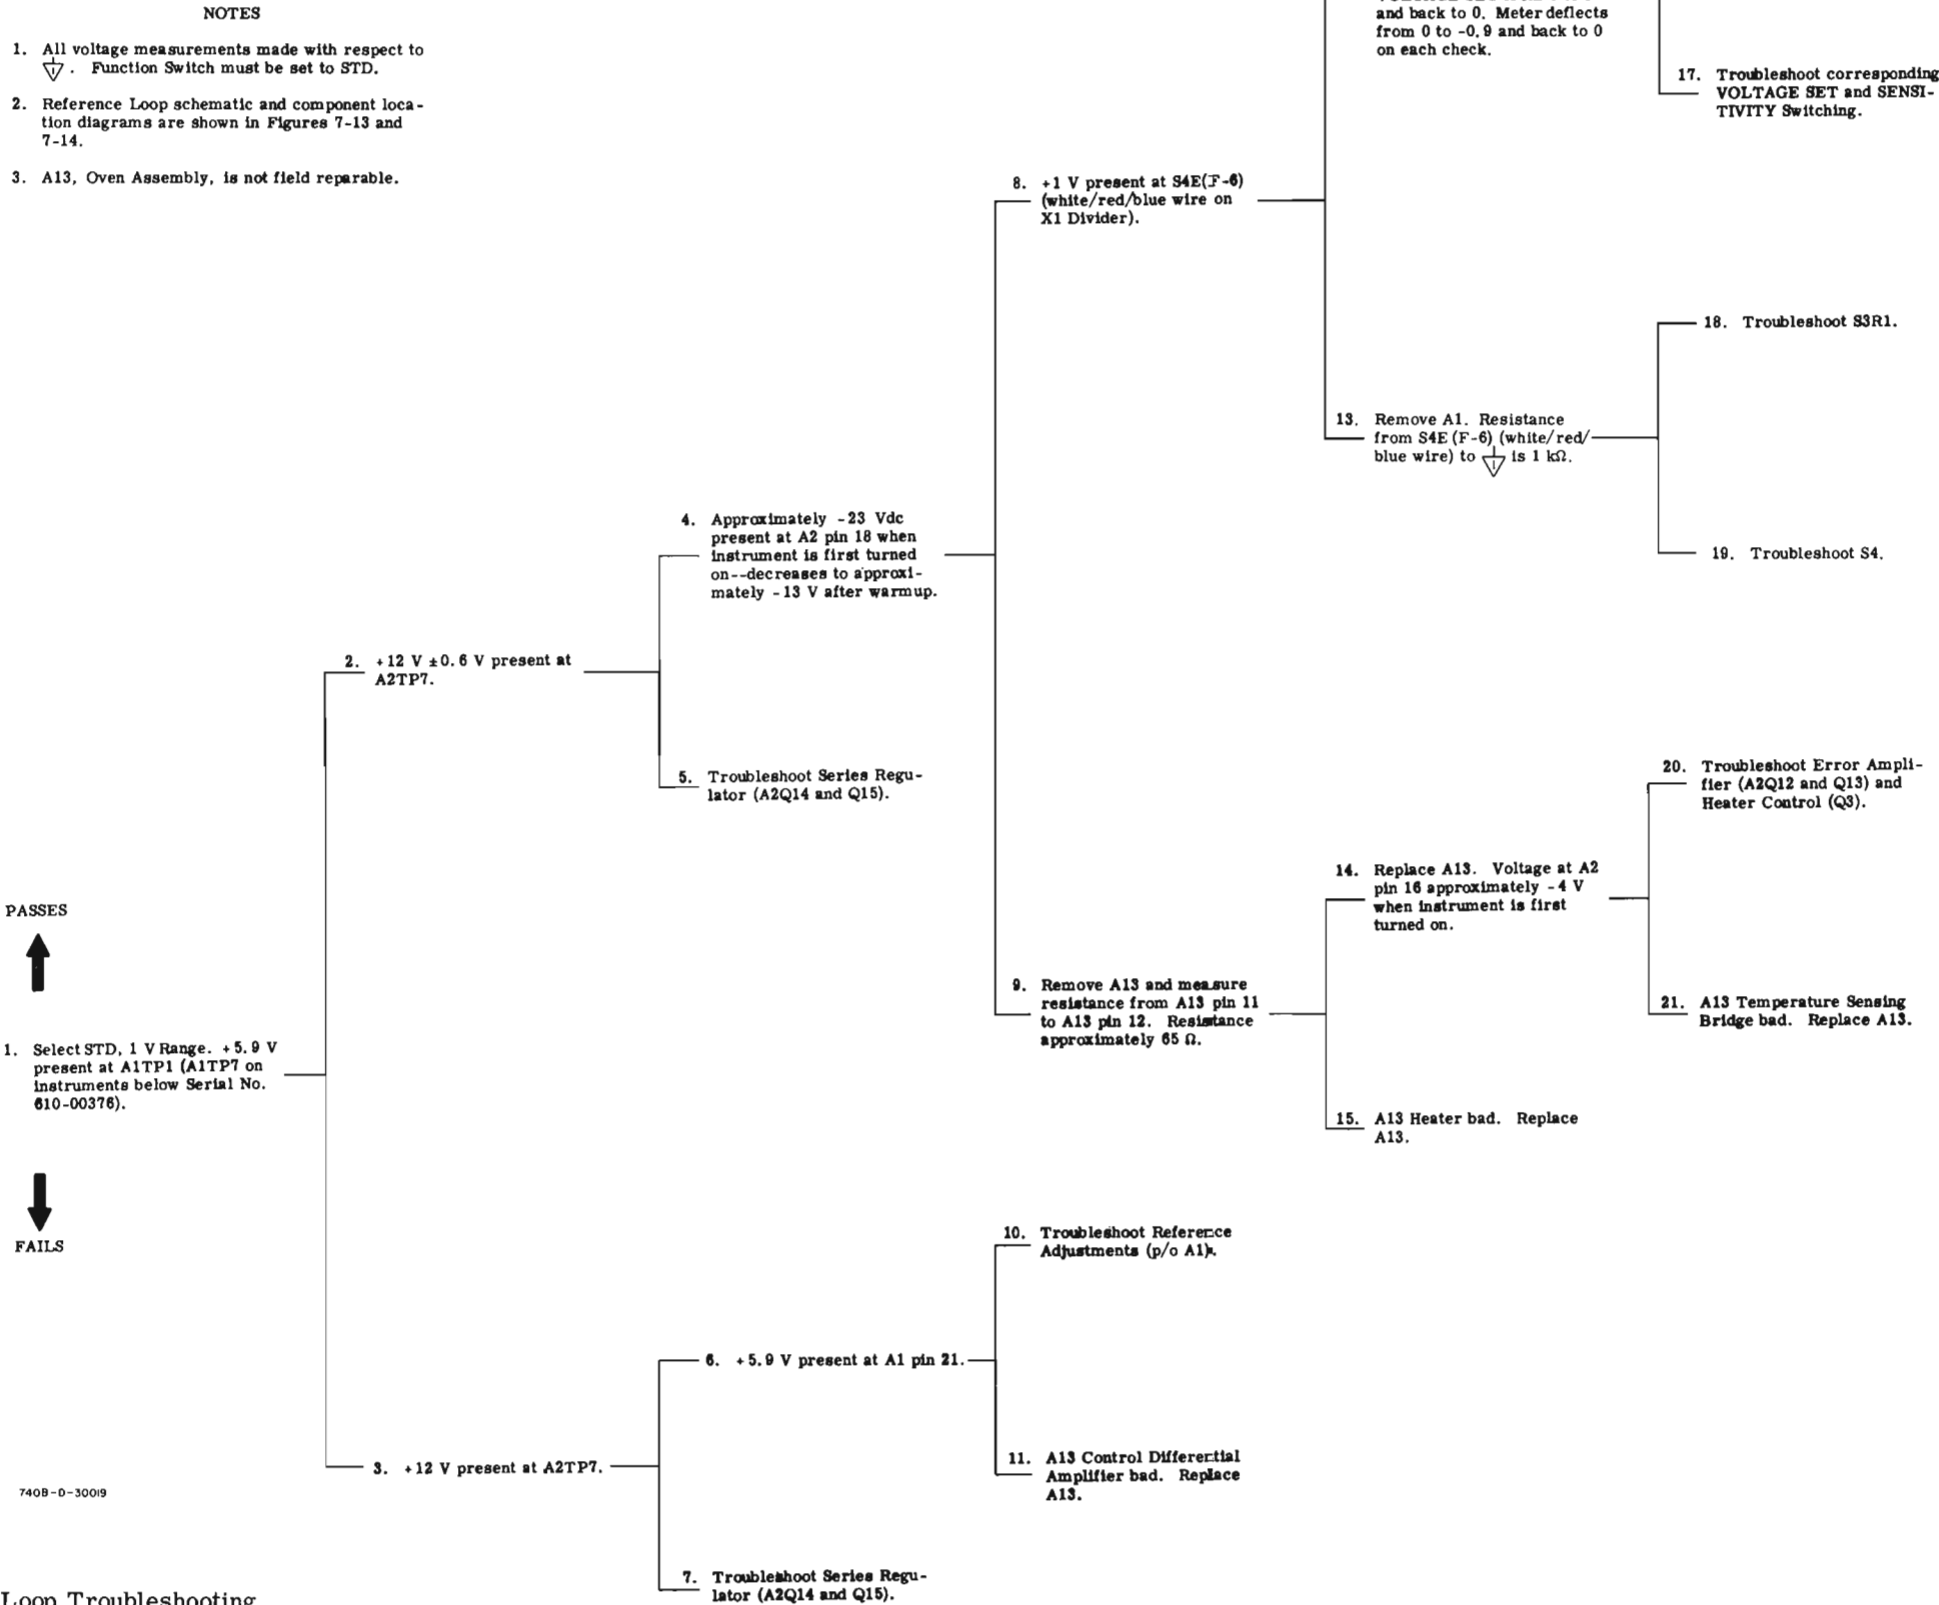 NOTES
1. All voltage measurements made with respect to
. Function Switch must be set to STD.
2. Reference Loop schematic and component loca-
tion diagrams are shown in Figures 7-13 and
7-14.
3. A13, Oven Assembly, is not field reparable.
and back to 0. Meter deflects
from 0 to -0.9 and back to 0
on each check.
17. Troubleshoot corresponding
VOLTAGE SET and SENSI-
TIVITY Switching.
8. +1 V present at S4E(F-6)
(white/red/blue wire on
X1 Divider).
18. Troubleshoot S3R1.
13. Remove A1. Resistance
from S4E (F-6) (white/red/
blue wire) to is 1 kΩ.
19. Troubleshoot S4.
4. Approximately -23 Vdc
present at A2 pin 18 when
instrument is first turned
on--decreases to approxi-
mately -13 V after warmup.
2. +12 V ±0.6 V present at
A2TP7.
5. Troubleshoot Series Regu-
lator (A2Q14 and Q15).
20. Troubleshoot Error Ampli-
fier (A2Q12 and Q13) and
Heater Control (Q3).
14. Replace A13. Voltage at A2
pin 16 approximately -4 V
when instrument is first
turned on.
PASSES
9. Remove A13 and measure
resistance from A13 pin 11
to A13 pin 12. Resistance
approximately 65 Ω.
21. A13 Temperature Sensing
Bridge bad. Replace A13.
1. Select STD, 1 V Range. +5.9 V
present at A1TP1 (A1TP7 on
instruments below Serial No.
610-00376).
15. A13 Heater bad. Replace
A13.
FAILS
10. Troubleshoot Reference
Adjustments (p/o A1).
6. +5.9 V present at A1 pin 21.
11. A13 Control Differential
Amplifier bad. Replace
A13.
3. +12 V present at A2TP7.
740B-D-30019
7. Troubleshoot Series Regu-
lator (A2Q14 and Q15).
Loop Troubleshooting